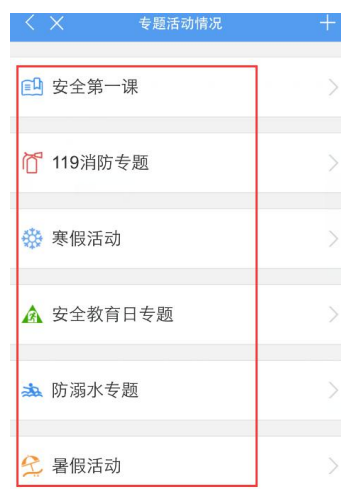 专题活动情况
安全第一课
119消防专题
寒假活动
安全教育日专题
防溺水专题
暑假活动